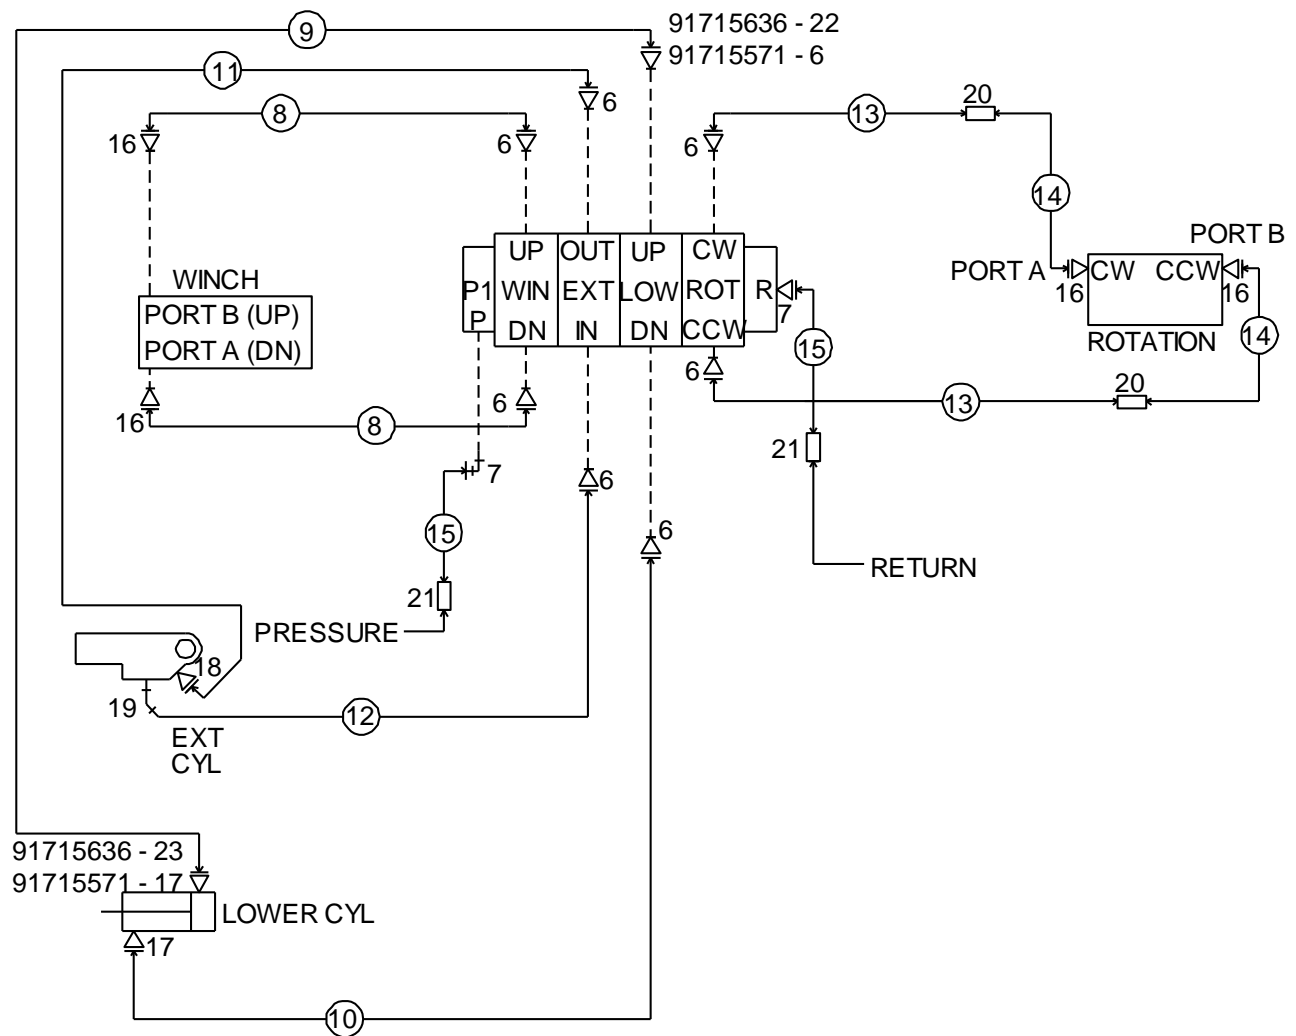 9
91715636 - 22
91715571 - 6
11
6
8
13
20
16
6
6
14
PORT B
UP
OUT
UP
CW
PORT A
CW
CCW
WINCH
P1
WIN
EXT
LOW
ROT
R
16
16
7
PORT B (UP)
P
DN
IN
DN
CCW
PORT A (DN)
15
ROTATION
14
6
20
16
6
8
13
21
7
6
15
6
RETURN
21
PRESSURE
18
19
12
EXT
CYL
91715636 - 23
91715571 - 17
LOWER CYL
17
10